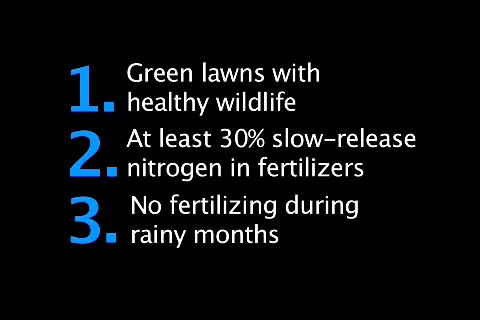 1. Green lawns with
healthy wildlife
2. At least 30% slow-release
nitrogen in fertilizers
3. No fertilizing during
rainy months